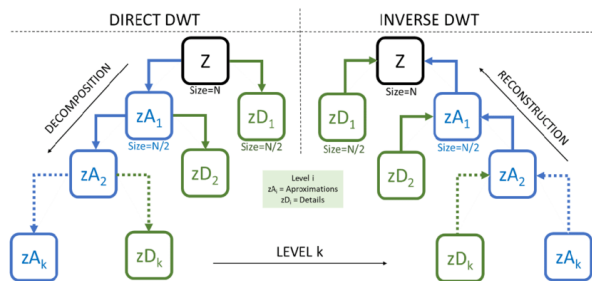 DIRECT DWT
INVERSE DWT
DECOMPOSITION
Z
Size=N
zA1
Size=N/2
zD1
Size=N/2
zA2
zD2
zAk
zDk
Z
Size=N
zD1
Size=N/2
zA1
Size=N/2
RECONSTRUCTION
zD2
zA2
zDk
zAk
Level i
zAi = Aproximations
zDi = Details
LEVEL k